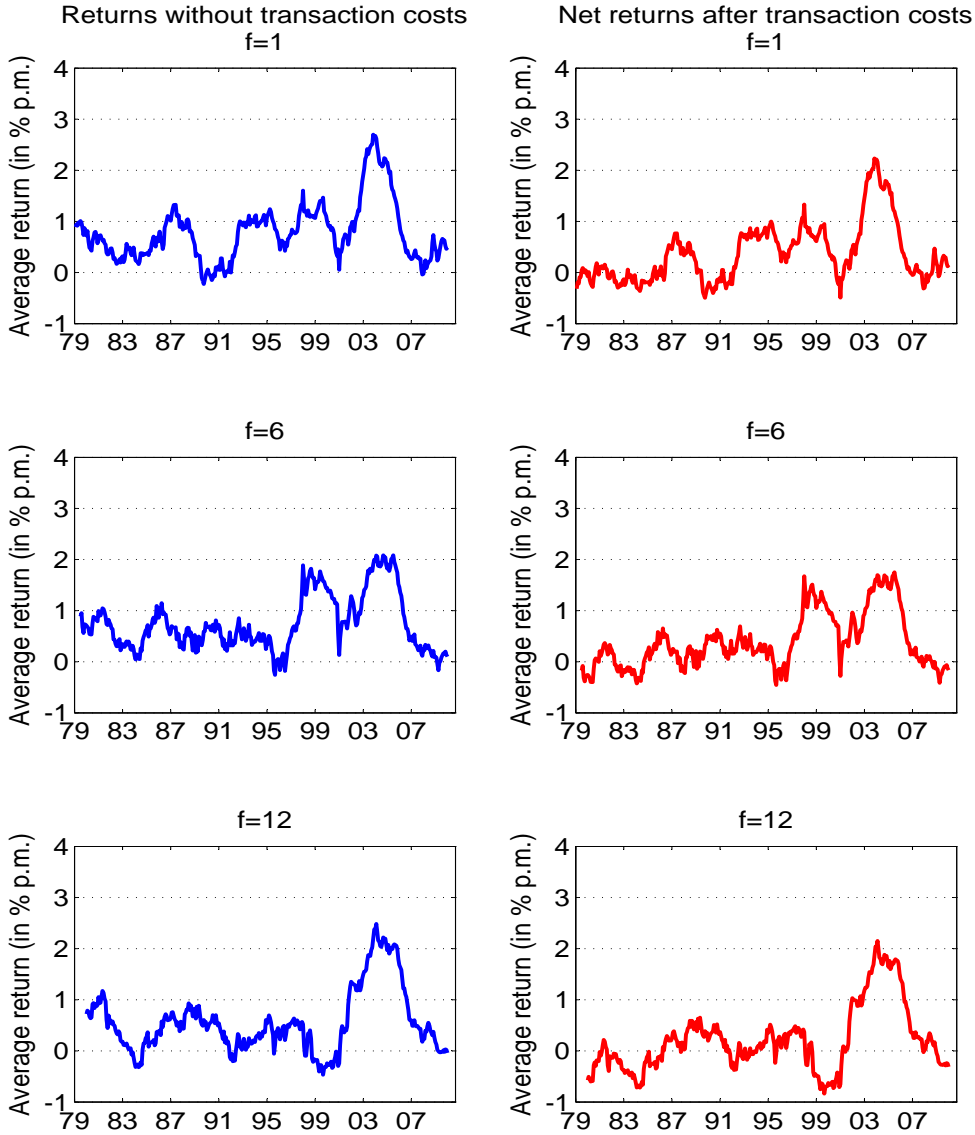 Returns without transaction costs
f=1
Average return (in % p.m.)
4
3
2
1
0
-1
79 83 87 91 95 99 03 07
Net returns after transaction costs
f=1
Average return (in % p.m.)
4
3
2
1
0
-1
79 83 87 91 95 99 03 07
f=6
Average return (in % p.m.)
4
3
2
1
0
-1
79 83 87 91 95 99 03 07
f=6
Average return (in % p.m.)
4
3
2
1
0
-1
79 83 87 91 95 99 03 07
f=12
Average return (in % p.m.)
4
3
2
1
0
-1
79 83 87 91 95 99 03 07
f=12
Average return (in % p.m.)
4
3
2
1
0
-1
79 83 87 91 95 99 03 07